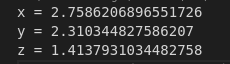 x = 2.7586206896551726
y = 2.310344827586207
z = 1.4137931034482758